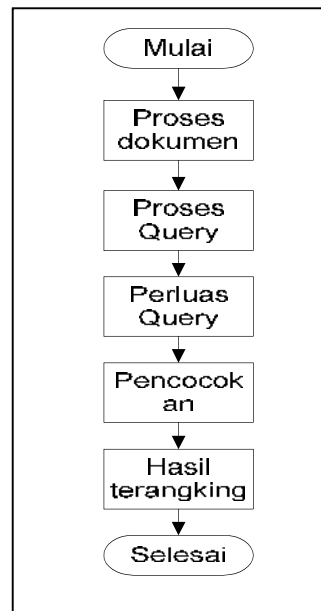 Mulai
Proses
dokumen
Proses
Query
Perluas
Query
Pencocok
an
Hasil
terangking
Selesai